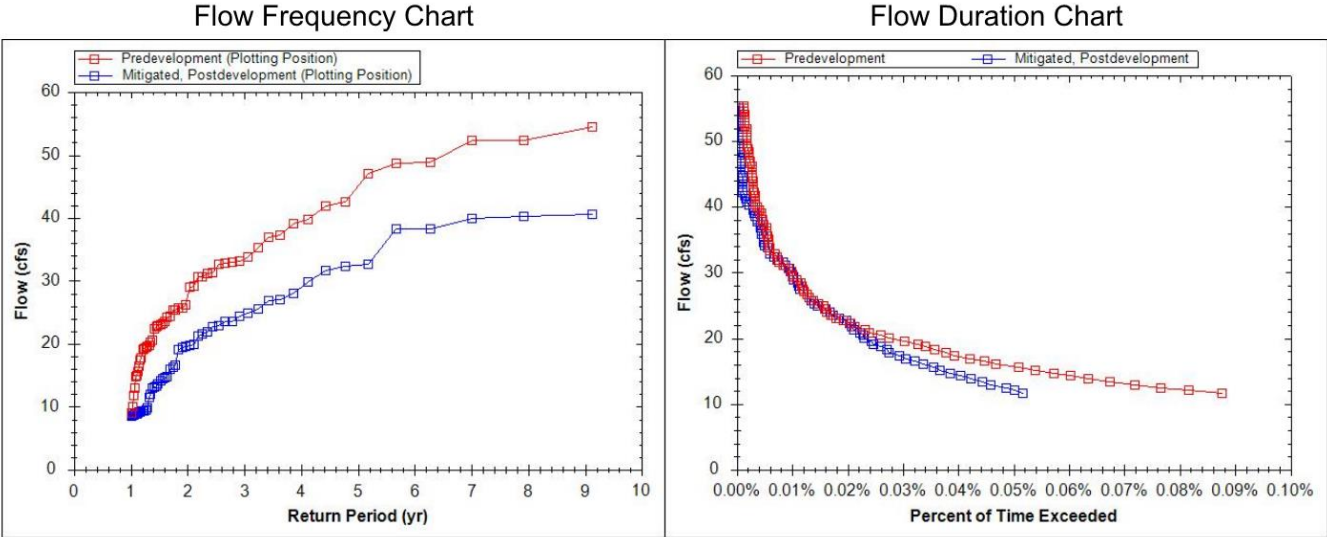 Flow Frequency Chart
Predevelopment (Plotting Position)
Mitigated, Postdevelopment (Plotting Position)
60
50
40
30
20
10
0
Flow (cfs)
0 1 2 3 4 5 6 7 8 9 10
Return Period (yr)
Flow Duration Chart
Predevelopment Mitigated, Postdevelopment
60
50
40
30
20
10
0
Flow (cfs)
0.00% 0.01% 0.02% 0.03% 0.04% 0.05% 0.06% 0.07% 0.08% 0.09% 0.10%
Percent of Time Exceeded